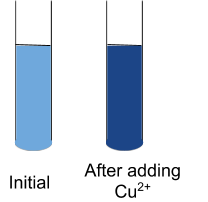 Initial
After adding
Cu²⁺